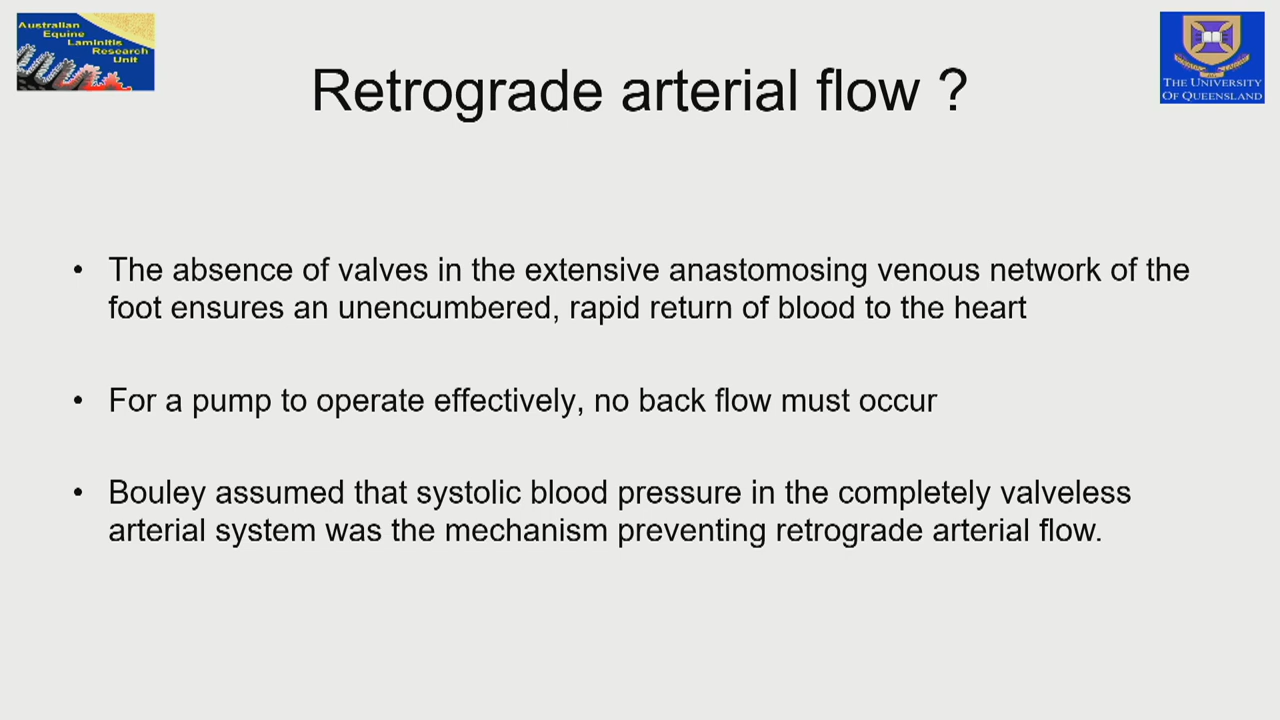 Australian
Equine
Laminitis
Research
Unit
THE UNIVERSITY
OF QUEENSLAND
Retrograde arterial flow ?
• The absence of valves in the extensive anastomosing venous network of the
foot ensures an unencumbered, rapid return of blood to the heart
• For a pump to operate effectively, no back flow must occur
• Bouley assumed that systolic blood pressure in the completely valveless
arterial system was the mechanism preventing retrograde arterial flow.